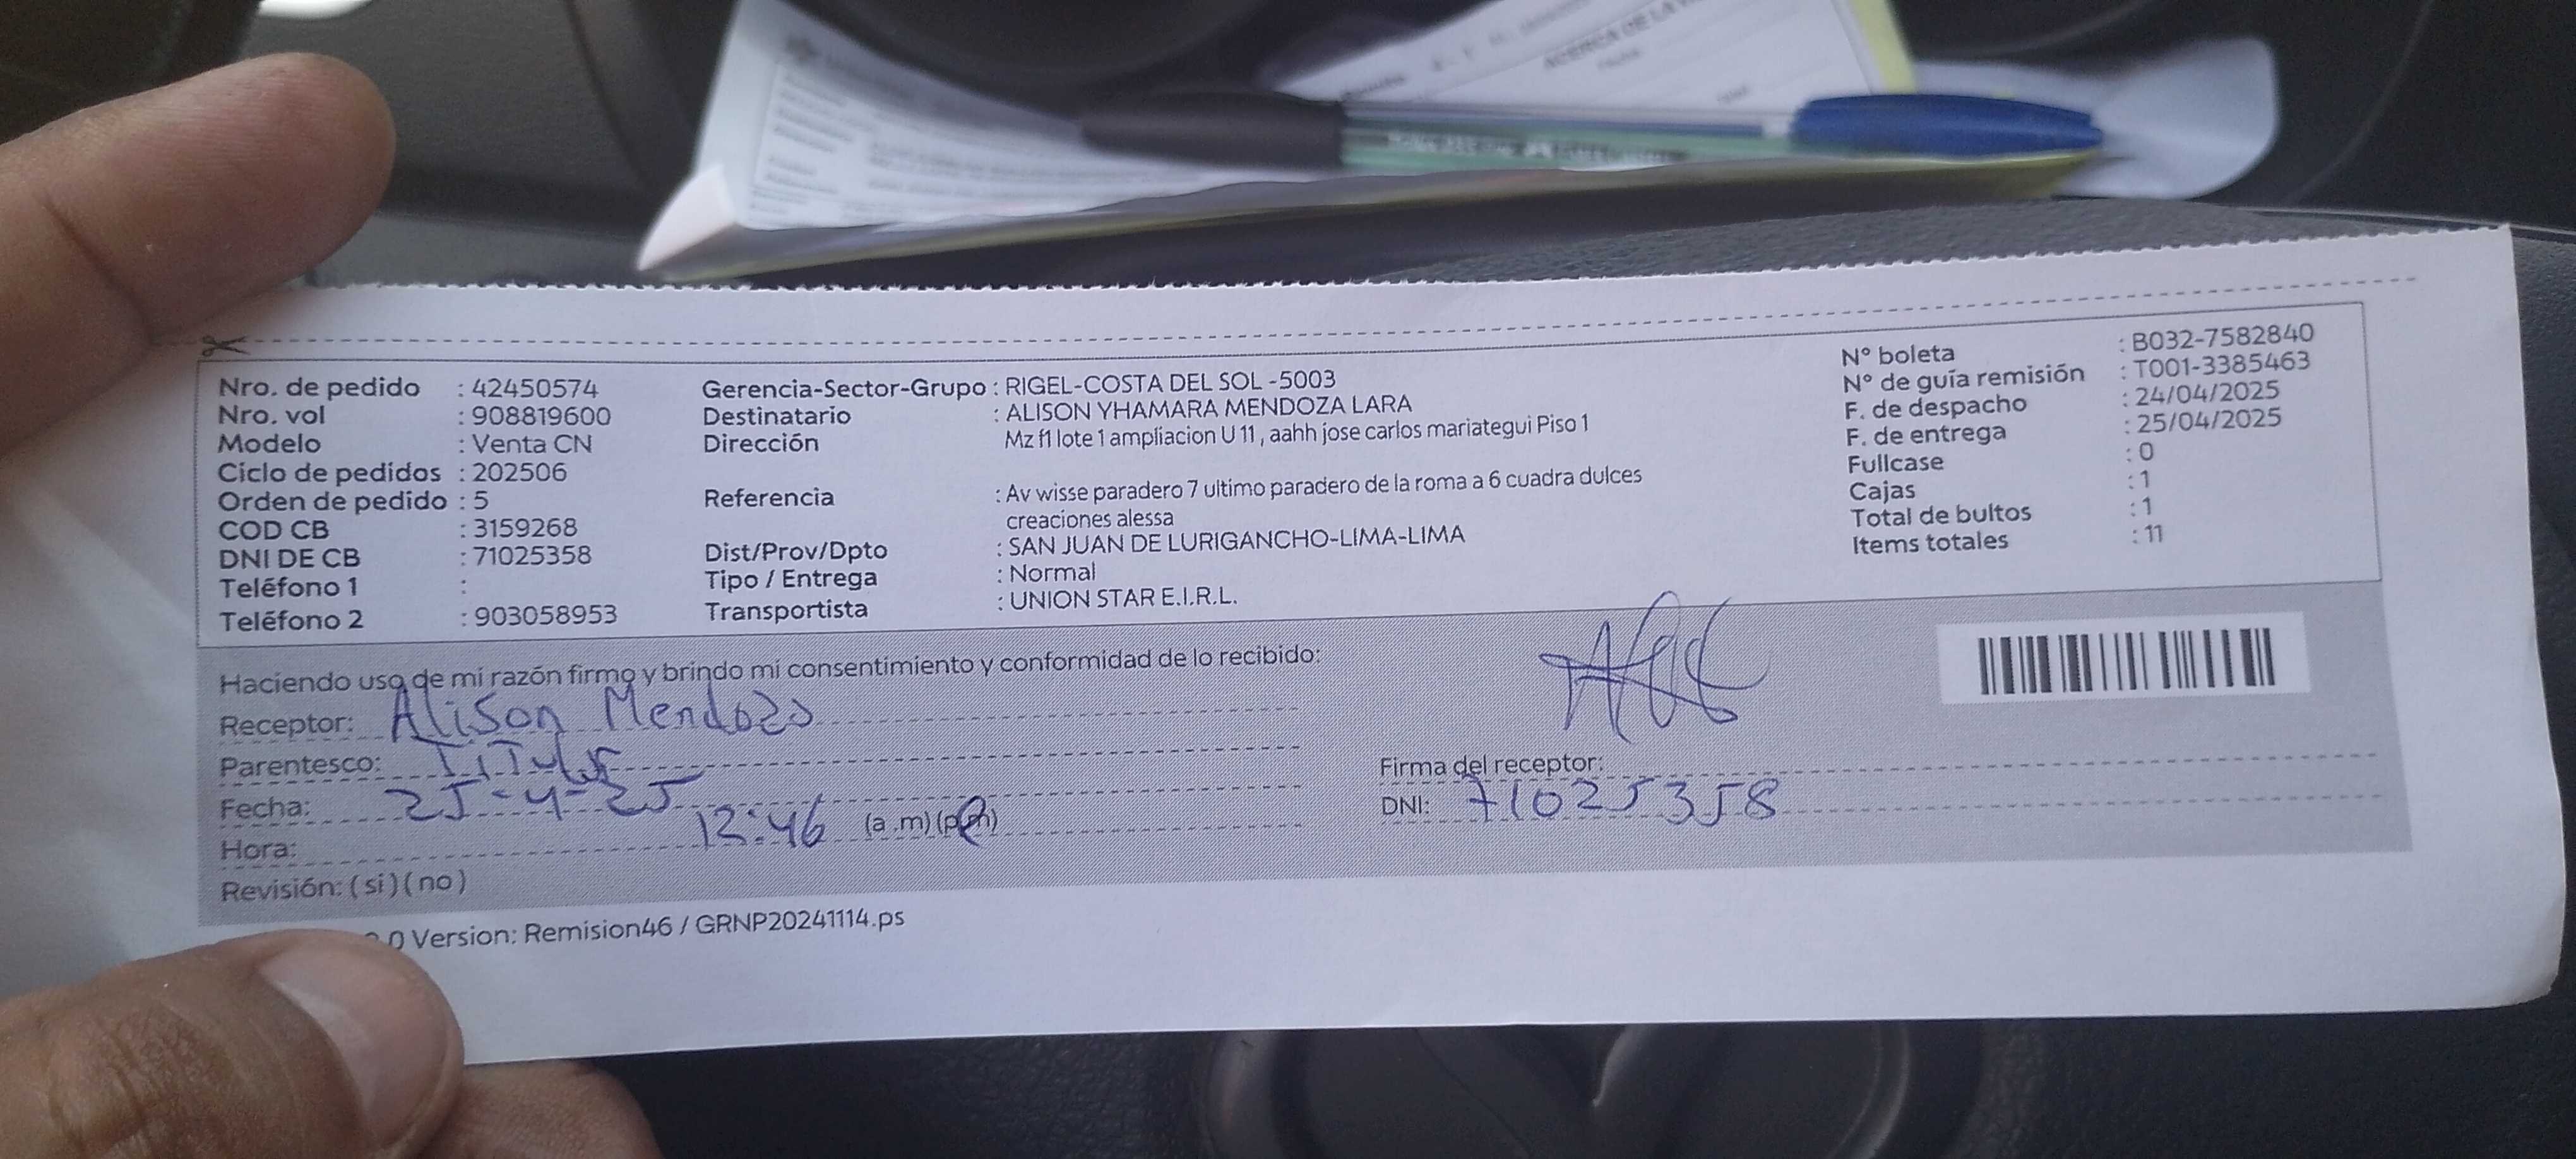 Nro. de pedido : 42450574
Nro. vol : 908819600
Modelo : Venta CN
Ciclo de pedidos : 202506
Orden de pedido : 5
COD CB : 3159268
DNI DE CB : 71025358
Teléfono 1 :
Teléfono 2 : 903058953
Gerencia-Sector-Grupo : RIGEL-COSTA DEL SOL -5003
Destinatario : ALISON YHAMARA MENDOZA LARA
Dirección Mz f1 lote 1 ampliacion U 11 , aahh jose carlos mariategui Piso 1
Referencia : Av wisse paradero 7 ultimo paradero de la roma a 6 cuadra dulces
creaciones alessa
Dist/Prov/Dpto : SAN JUAN DE LURIGANCHO-LIMA-LIMA
Tipo / Entrega : Normal
Transportista : UNION STAR E.I.R.L.
N° boleta : B032-7582840
N° de guía remisión : T001-3385463
F. de despacho : 24/04/2025
F. de entrega : 25/04/2025
Fullcase : 0
Cajas : 1
Total de bultos : 1
Items totales : 11
Haciendo uso de mi razón firmo y brindo mi consentimiento y conformidad de lo recibido:
Receptor: Alison Mendoza
Parentesco: TiTular
Fecha: 25-4-25
Hora: 12:46 (a.m) (p.m)
Revisión: (si) (no)
Firma del receptor:
DNI: 71025358
.0 Version: Remision46 / GRNP20241114.ps